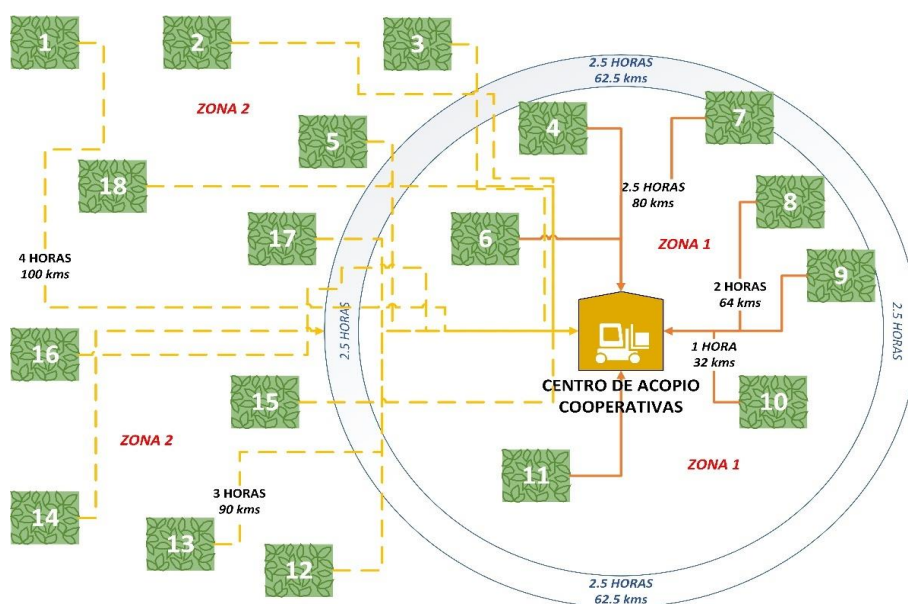 1
2
3
2.5 HORAS
62.5 kms
ZONA 2
5
4
7
18
2.5 HORAS
80 kms
8
17
6
ZONA 1
4 HORAS
100 kms
9
2 HORAS
64 kms
2.5 HORAS
2.5 HORAS
16
1 HORA
32 kms
CENTRO DE ACOPIO
COOPERATIVAS
15
10
ZONA 2
ZONA 1
11
3 HORAS
90 kms
14
13
12
2.5 HORAS
62.5 kms